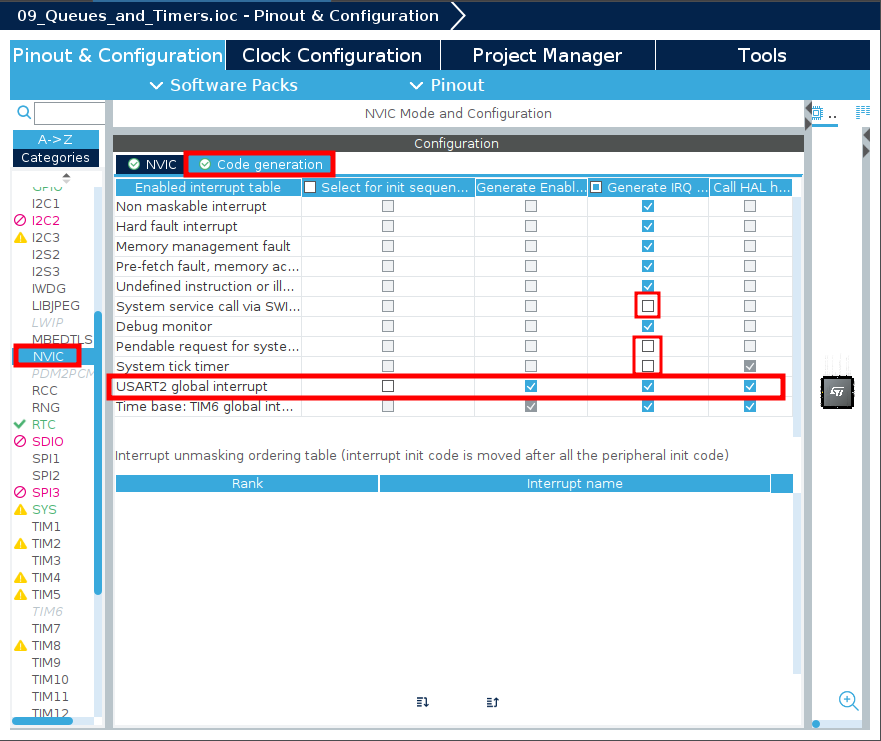 09_Queues_and_Timers.ioc - Pinout & Configuration
Pinout & Configuration
Clock Configuration
Project Manager
Tools
Software Packs
Pinout
NVIC Mode and Configuration
..
Configuration
A->Z
Categories
NVIC
Code generation
Enabled interrupt table
Select for init sequen...
Generate Enabl...
Generate IRQ ...
Call HAL h...
Non maskable interrupt
Hard fault interrupt
Memory management fault
Pre-fetch fault, memory ac...
Undefined instruction or ill...
System service call via SWI...
Debug monitor
Pendable request for syste...
System tick timer
USART2 global interrupt
Time base: TIM6 global int...
Interrupt unmasking ordering table (interrupt init code is moved after all the peripheral init code)
Rank
Interrupt name
GPIO
I2C1
I2C2
I2C3
I2S2
I2S3
IWDG
LIBJPEG
LWIP
MBEDTLS
NVIC
PDM2PCM
RCC
RNG
RTC
SDIO
SPI1
SPI2
SPI3
SYS
TIM1
TIM2
TIM3
TIM4
TIM5
TIM6
TIM7
TIM8
TIM9
TIM10
TIM11
TIM12